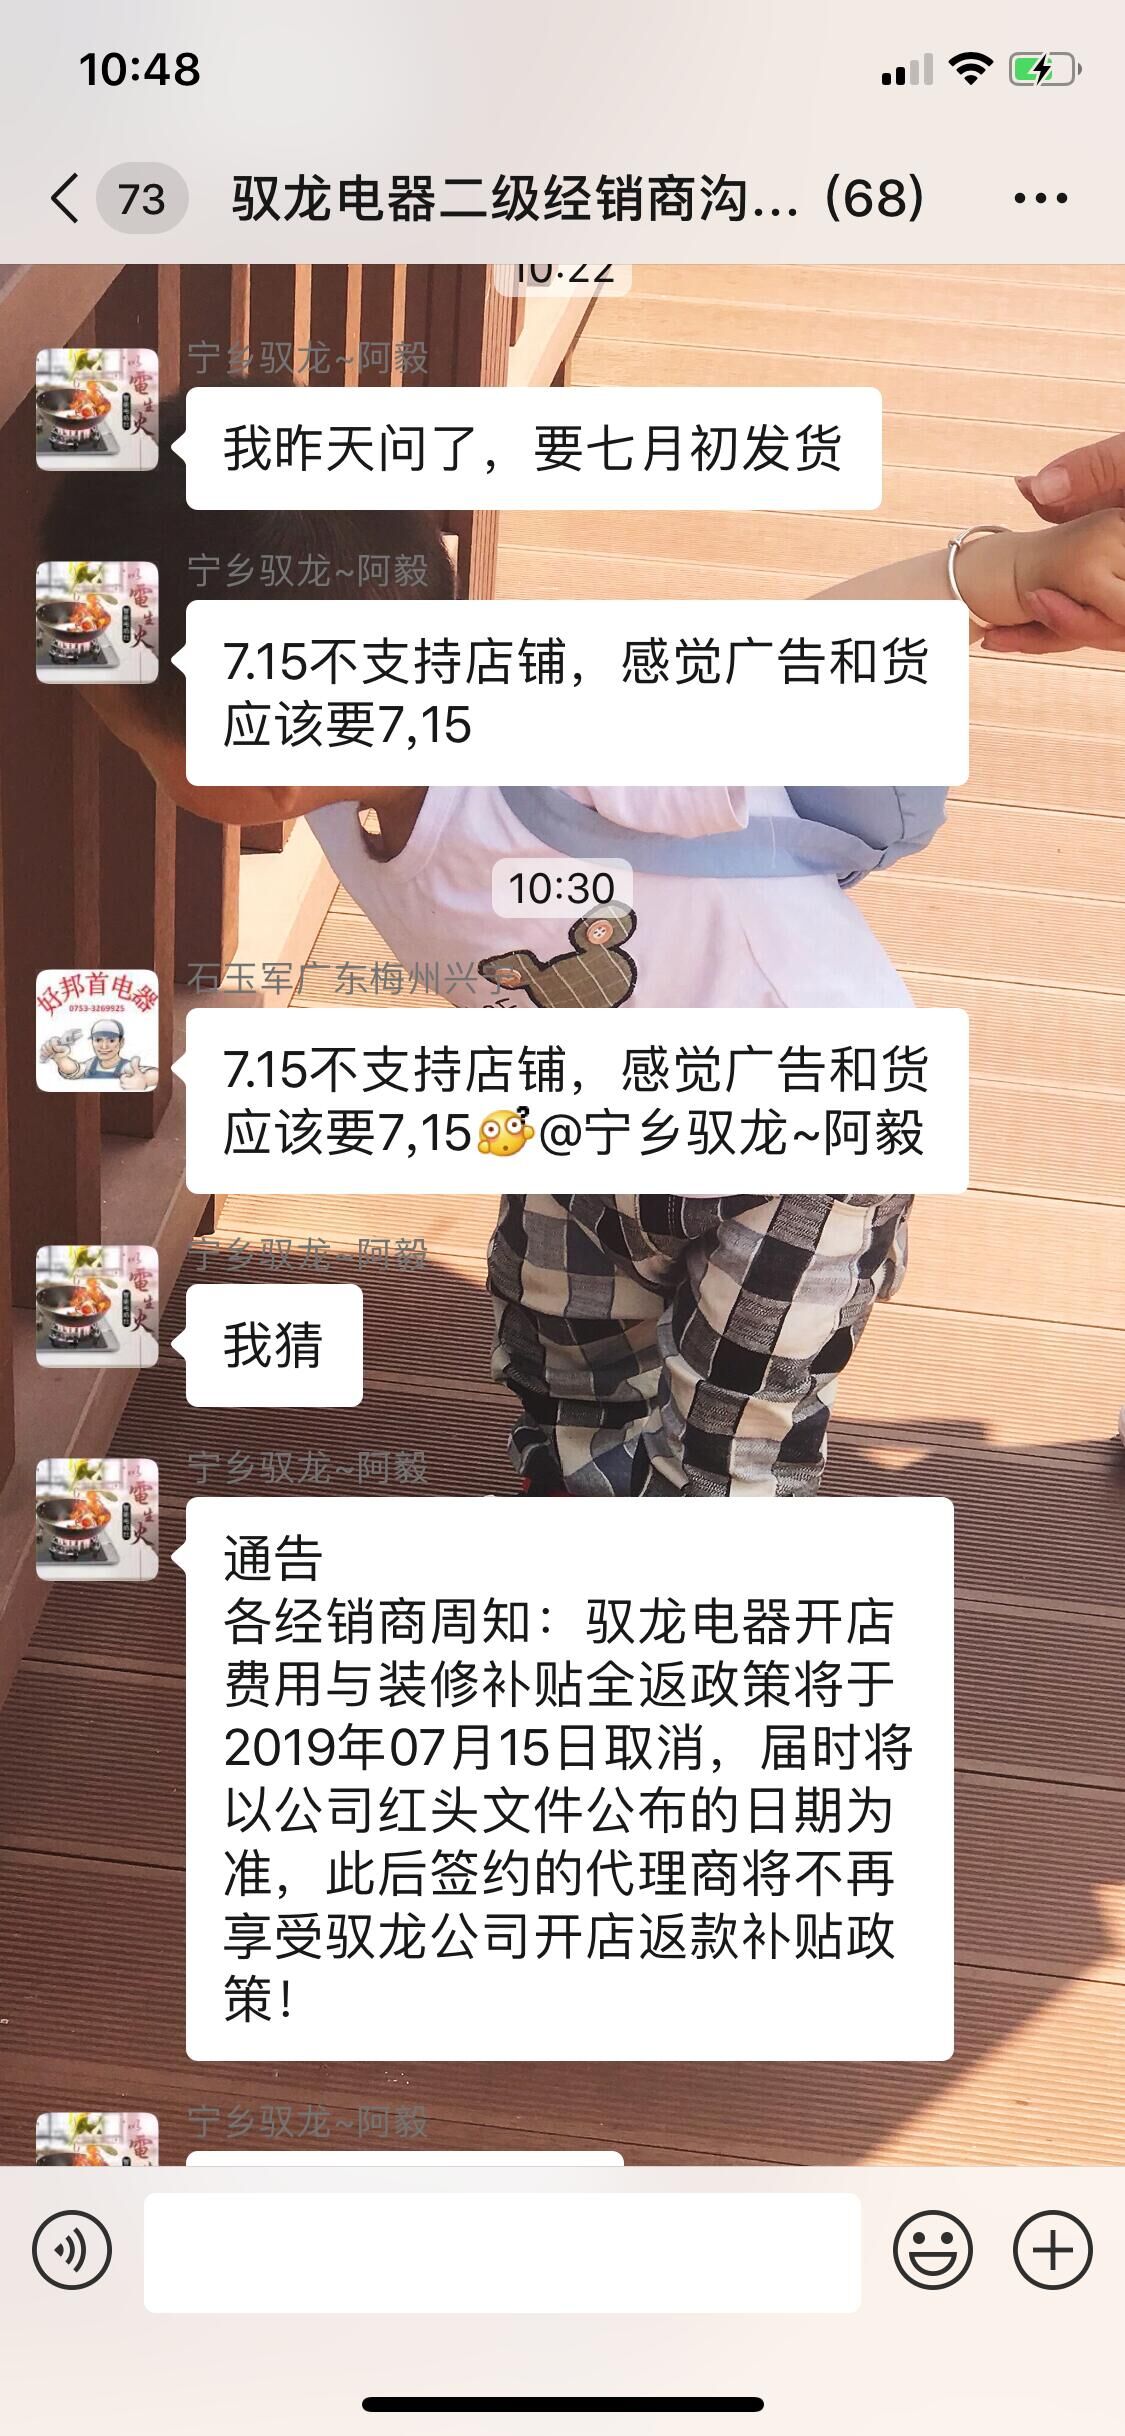 10:48
73
驭龙电器二级经销商沟... (68)
10:22
宁乡驭龙~阿毅
我昨天问了，要七月初发货
宁乡驭龙~阿毅
7.15不支持店铺，感觉广告和货
应该要7,15
10:30
好邦首电器
0753-3269925
石玉军广东梅州兴宁
7.15不支持店铺，感觉广告和货
应该要7,15@宁乡驭龙~阿毅
宁乡驭龙~阿毅
我猜
宁乡驭龙~阿毅
通告
各经销商周知：驭龙电器开店
费用与装修补贴全返政策将于
2019年07月15日取消，届时将
以公司红头文件公布的日期为
准，此后签约的代理商将不再
享受驭龙公司开店返款补贴政
策！
宁乡驭龙~阿毅